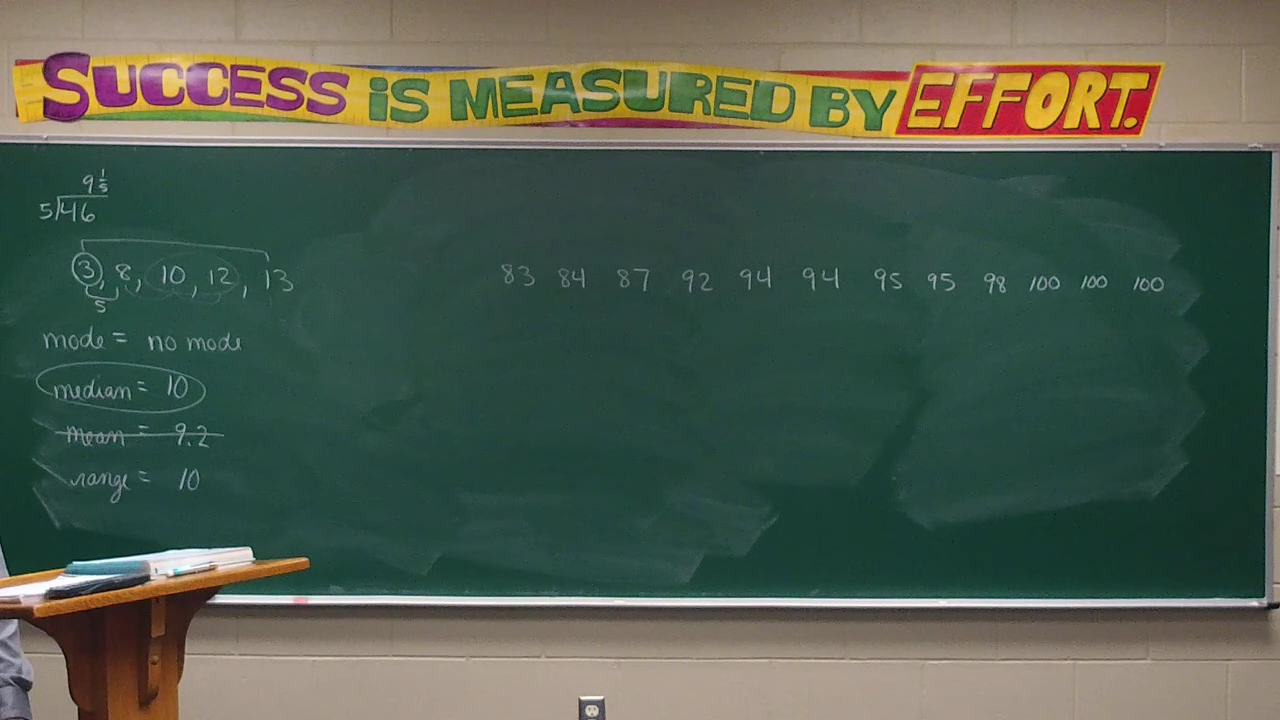 SUCCESS IS MEASURED BY EFFORT.
9 1/5
5)46
3, 8, 10, 12, 13
5
mode = no mode
median = 10
mean = 9.2
range = 10
83 84 87 92 94 94 95 95 98 100 100 100